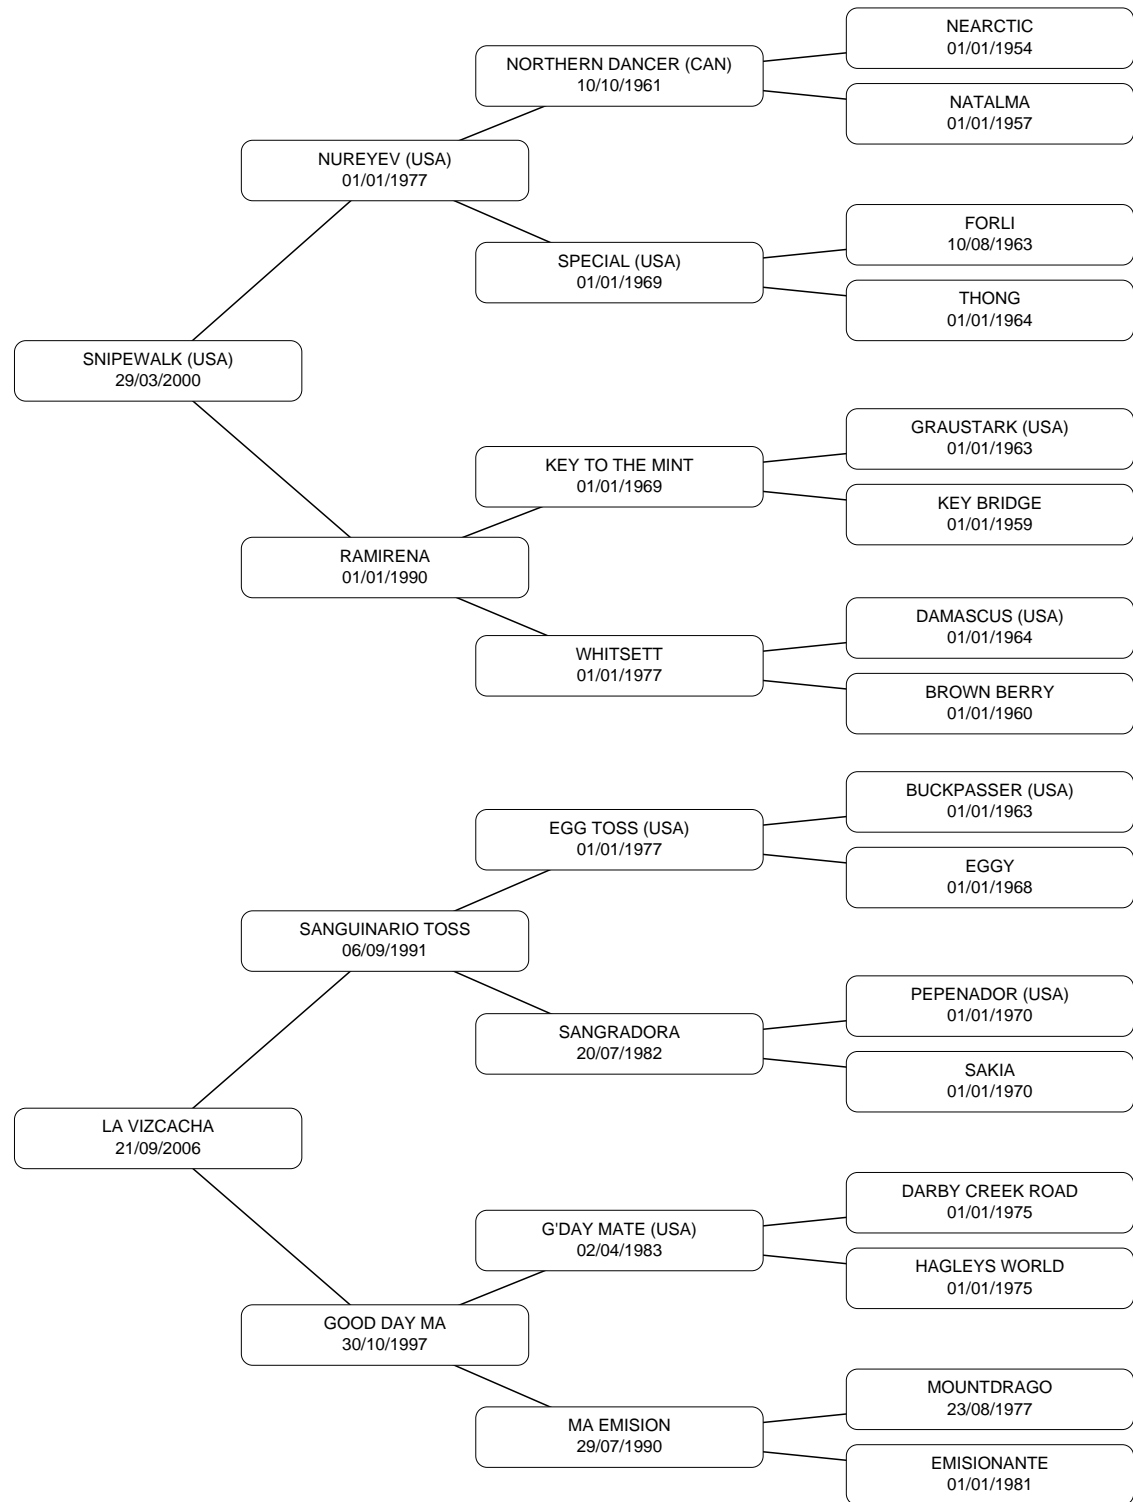 NEARCTIC
01/01/1954
NORTHERN DANCER (CAN)
10/10/1961
NATALMA
01/01/1957
NUREYEV (USA)
01/01/1977
FORLI
10/08/1963
SPECIAL (USA)
01/01/1969
THONG
01/01/1964
SNIPEWALK (USA)
29/03/2000
GRAUSTARK (USA)
01/01/1963
KEY TO THE MINT
01/01/1969
KEY BRIDGE
01/01/1959
RAMIRENA
01/01/1990
DAMASCUS (USA)
01/01/1964
WHITSETT
01/01/1977
BROWN BERRY
01/01/1960
BUCKPASSER (USA)
01/01/1963
EGG TOSS (USA)
01/01/1977
EGGY
01/01/1968
SANGUINARIO TOSS
06/09/1991
PEPENADOR (USA)
01/01/1970
SANGRADORA
20/07/1982
SAKIA
01/01/1970
LA VIZCACHA
21/09/2006
DARBY CREEK ROAD
01/01/1975
G'DAY MATE (USA)
02/04/1983
HAGLEYS WORLD
01/01/1975
GOOD DAY MA
30/10/1997
MOUNTDRAGO
23/08/1977
MA EMISION
29/07/1990
EMISIONANTE
01/01/1981